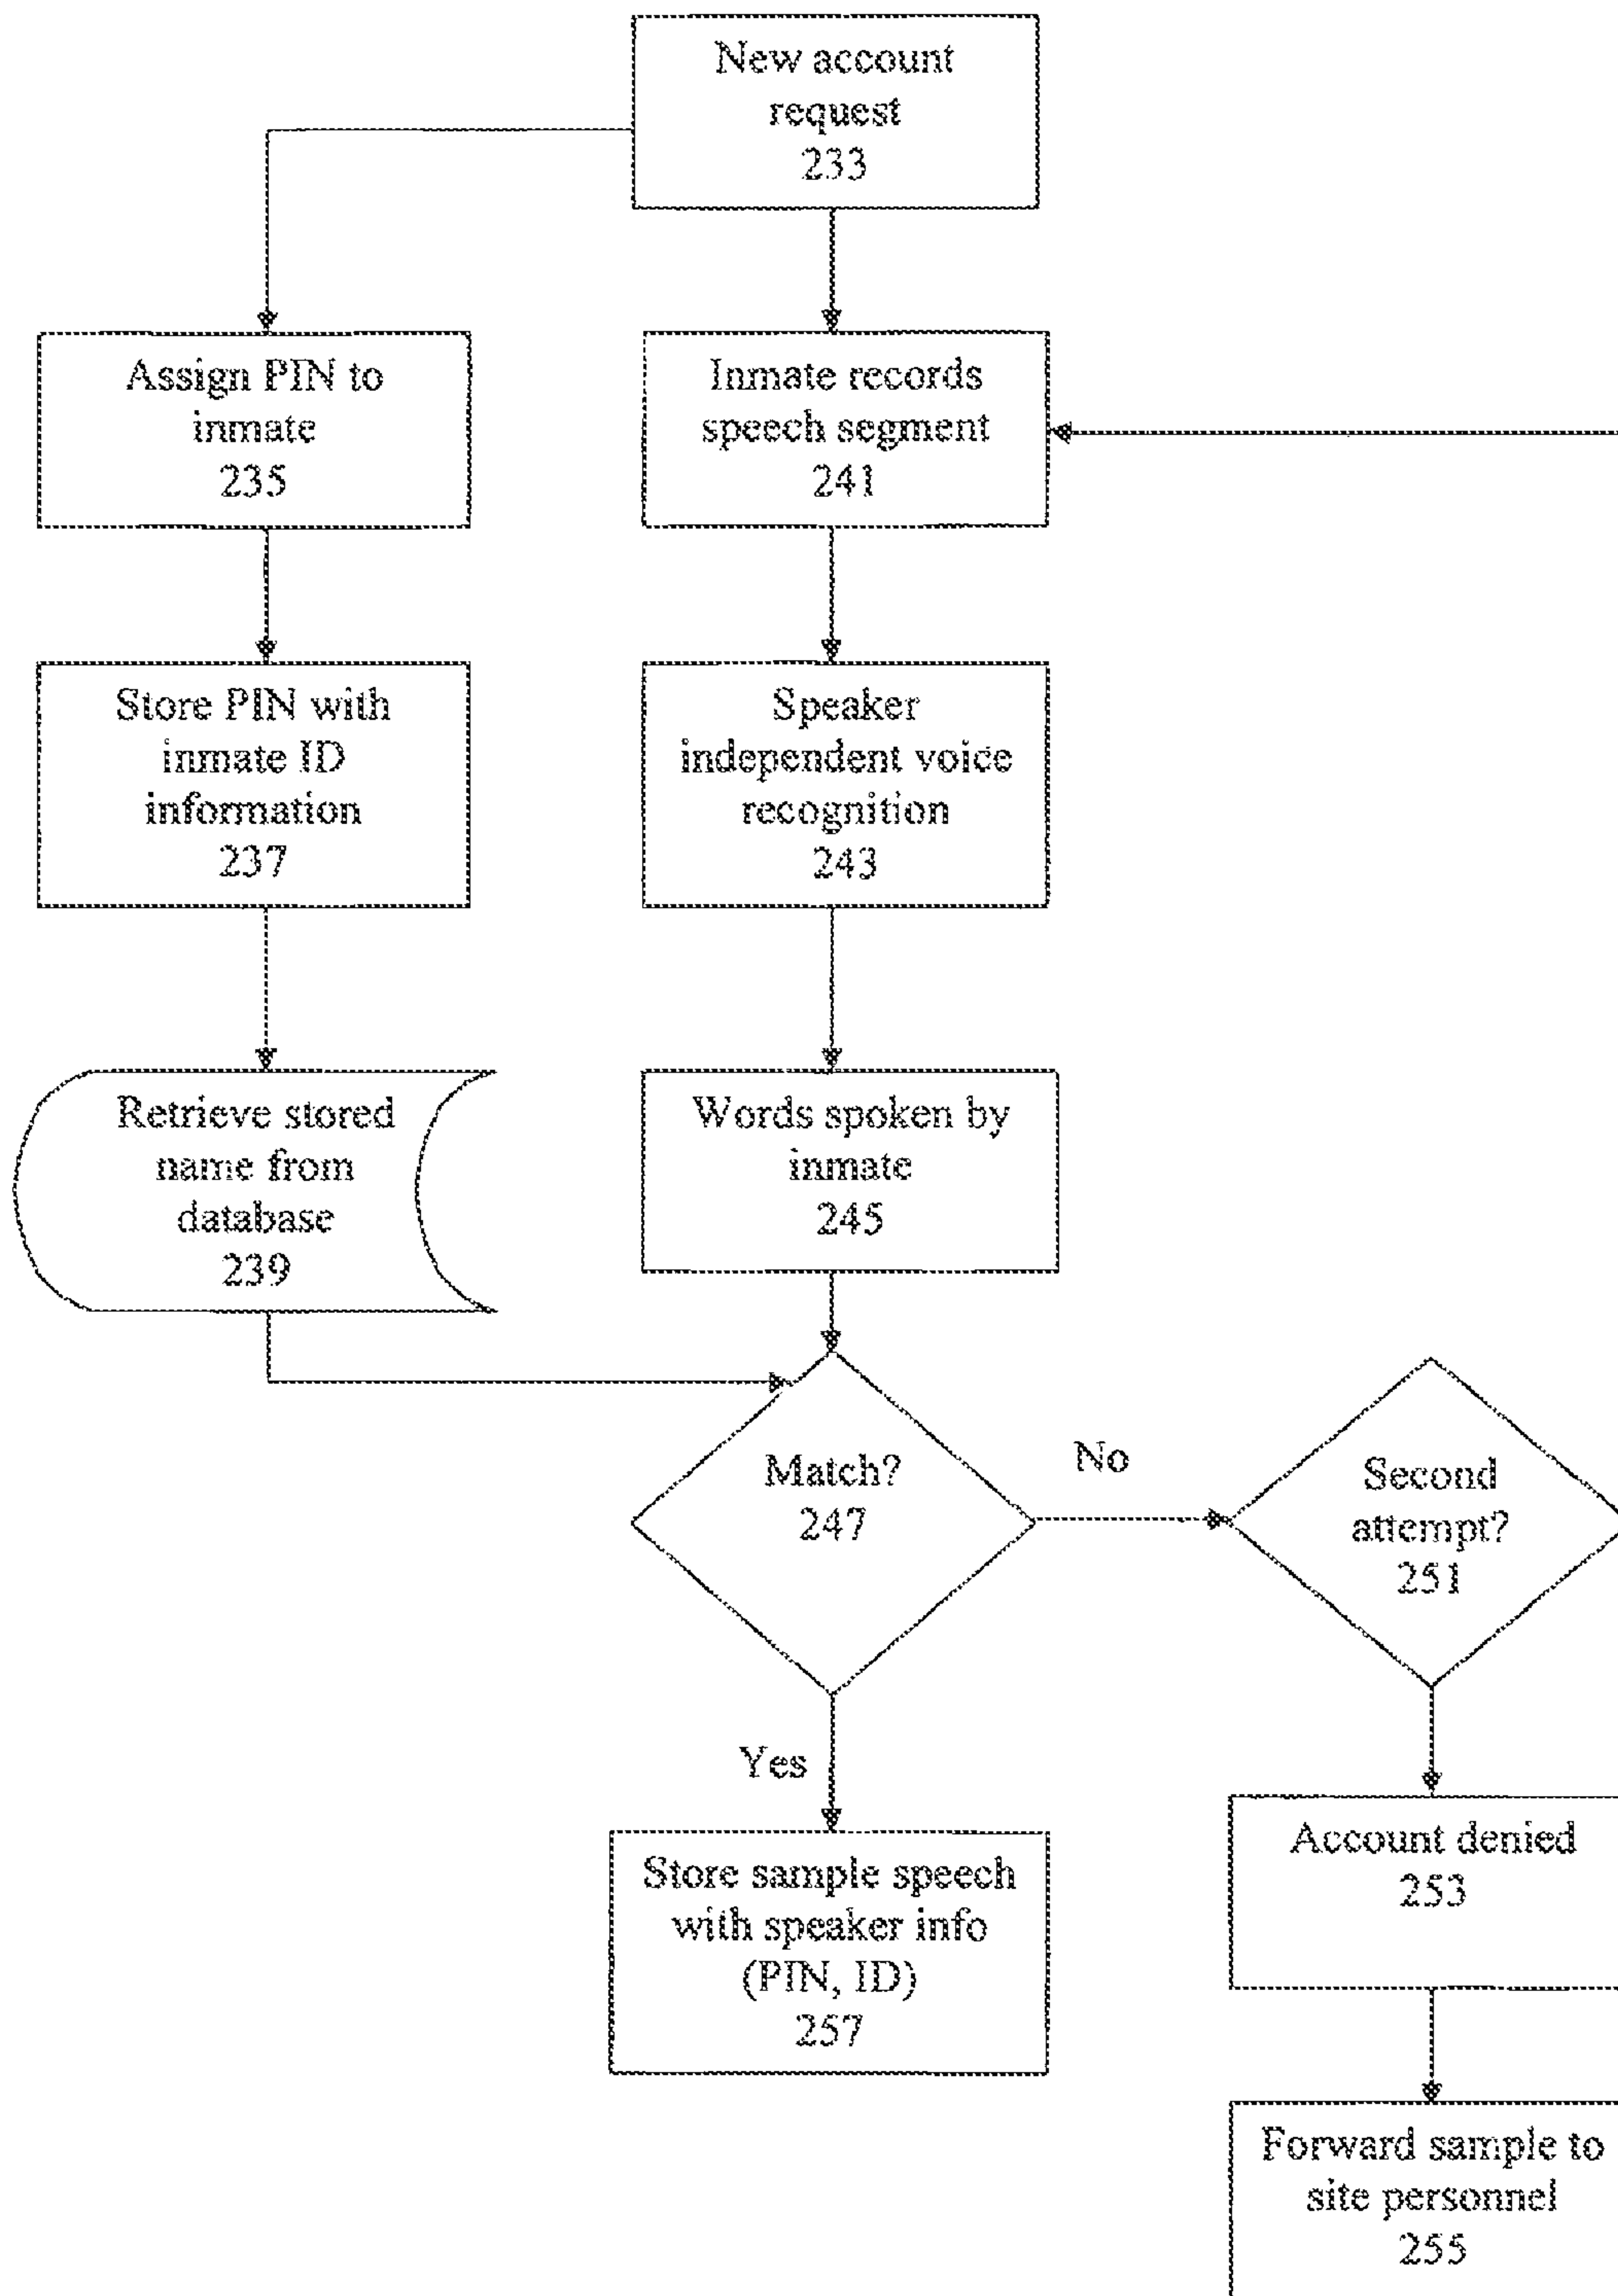 New account
request
233
Assign PIN to
inmate
235
Inmate records
speech segment
241
Store PIN with
inmate ID
information
237
Speaker
independent voice
recognition
243
Retrieve stored
name from
database
239
Words spoken by
inmate
245
Match?
247
No
Second
attempt?
251
Yes
Account denied
253
Store sample speech
with speaker info
(PIN, ID)
257
Forward sample to
site personnel
255